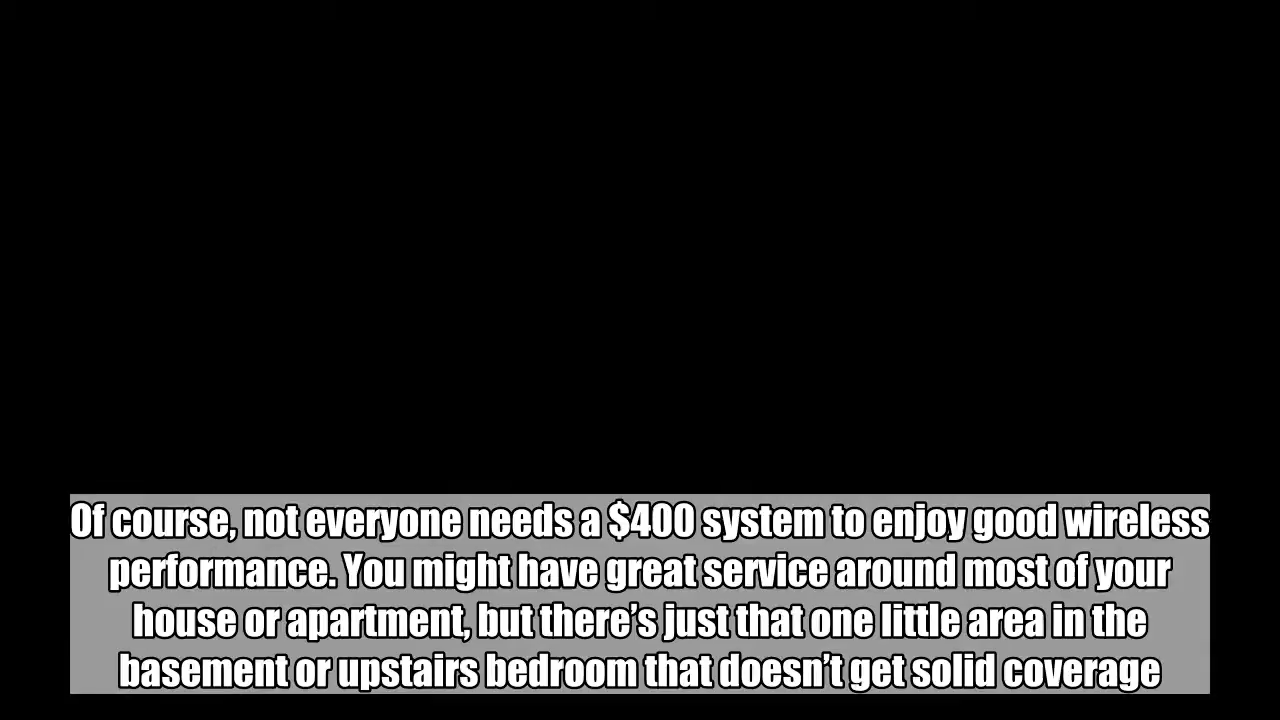 Of course, not everyone needs a $400 system to enjoy good wireless
performance. You might have great service around most of your
house or apartment, but there’s just that one little area in the
basement or upstairs bedroom that doesn’t get solid coverage